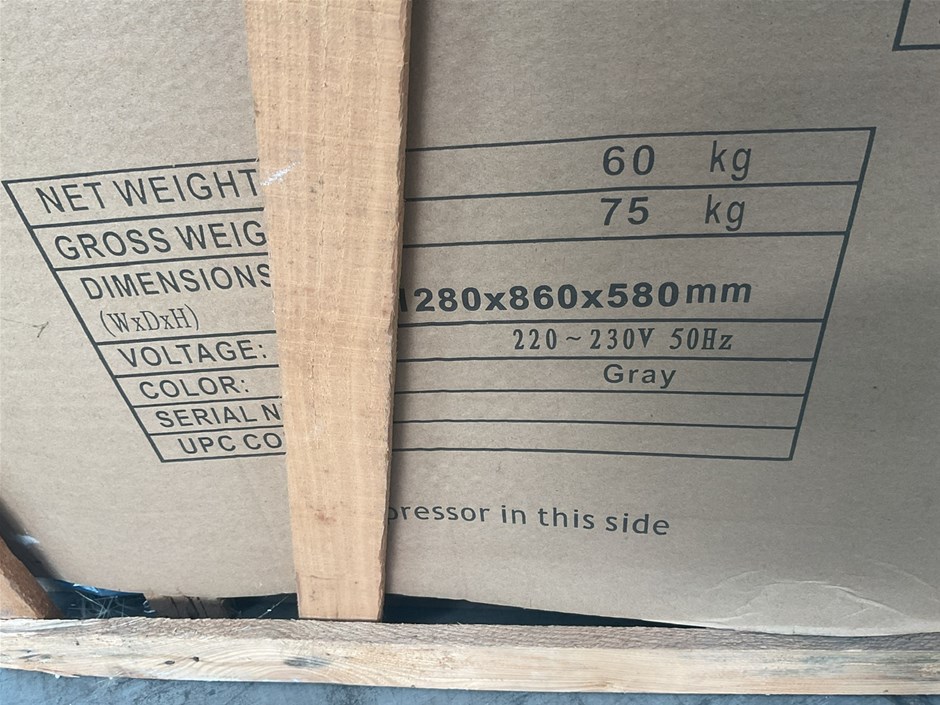 NET WEIGHT 60 kg
GROSS WEIG 75 kg
DIMENSIONS
(WxDxH) 1280x860x580mm
VOLTAGE: 220~230V 50Hz
COLOR: Gray
SERIAL N
UPC CO
pressor in this side